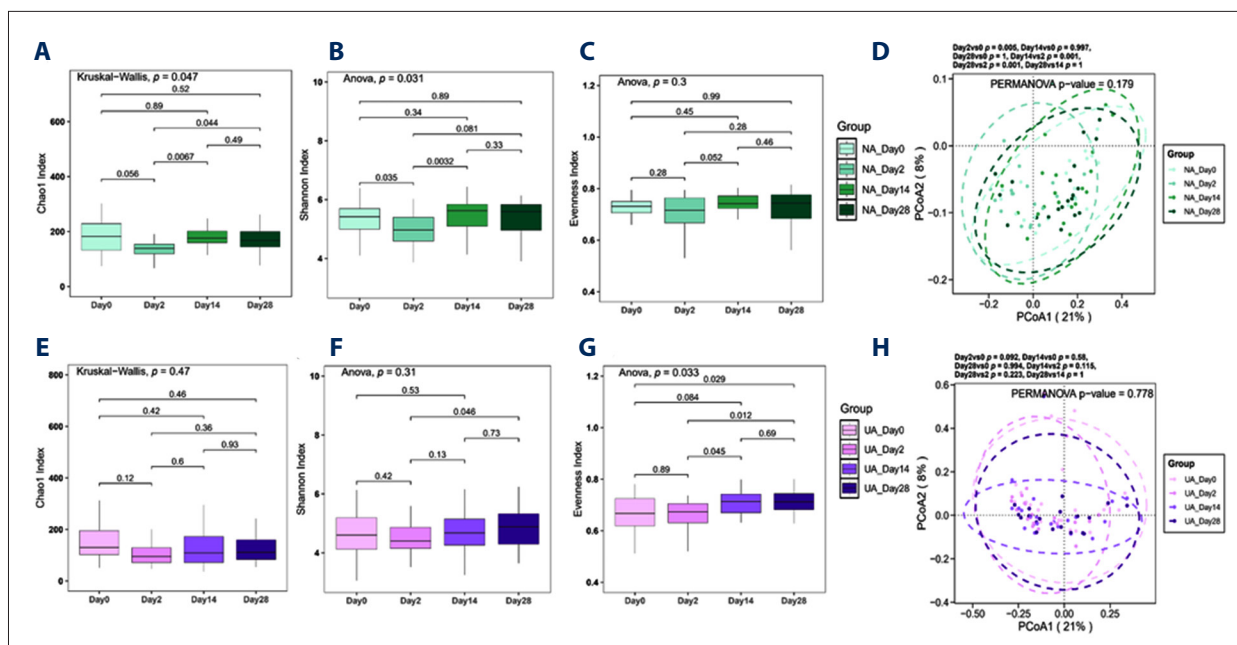 A
Kruskal-Wallis, p = 0.047
0.52
0.89
0.044
0.49
0.0067
0.056
Chao1 Index
600
400
200
0
Day0 Day2 Day14 Day28
B
Anova, p = 0.031
0.89
0.34
0.081
0.33
0.0032
0.035
Shannon Index
10
8
6
4
Day0 Day2 Day14 Day28
C
Anova, p = 0.3
0.99
0.45
0.28
0.46
0.052
0.28
Evenness Index
1.2
1.0
0.8
0.6
0.4
Day0 Day2 Day14 Day28
Group
NA_Day0
NA_Day2
NA_Day14
NA_Day28
D
Day2vs0 p = 0.005, Day14vs0 p = 0.997,
Day28vs0 p = 1, Day14vs2 p = 0.001,
Day28vs2 p = 0.001, Day28vs14 p = 1
PERMANOVA p-value = 0.179
PCoA2 ( 8%)
0.1
0.0
−0.1
−0.2
−0.2 0.0 0.2 0.4
PCoA1 ( 21%)
Group
NA_Day0
NA_Day2
NA_Day14
NA_Day28
E
Kruskal-Wallis, p = 0.47
0.46
0.42
0.36
0.93
0.6
0.12
Chao1 Index
800
600
400
200
0
Day0 Day2 Day14 Day28
F
Anova, p = 0.31
0.53
0.046
0.73
0.13
0.42
Shannon Index
10
8
6
4
Day0 Day2 Day14 Day28
G
Anova, p = 0.033
0.029
0.084
0.012
0.69
0.045
0.89
Evenness Index
1.2
1.0
0.8
0.6
0.4
Day0 Day2 Day14 Day28
Group
UA_Day0
UA_Day2
UA_Day14
UA_Day28
H
Day2vs0 p = 0.092, Day14vs0 p = 0.58,
Day28vs0 p = 0.994, Day14vs2 p = 0.115,
Day28vs2 p = 0.223, Day28vs14 p = 1
PERMANOVA p-value = 0.778
PCoA2 ( 8%)
0.6
0.4
0.2
0.0
−0.2
−0.4
−0.50 −0.25 0.00 0.25
PCoA1 ( 21%)
Group
UA_Day0
UA_Day2
UA_Day14
UA_Day28